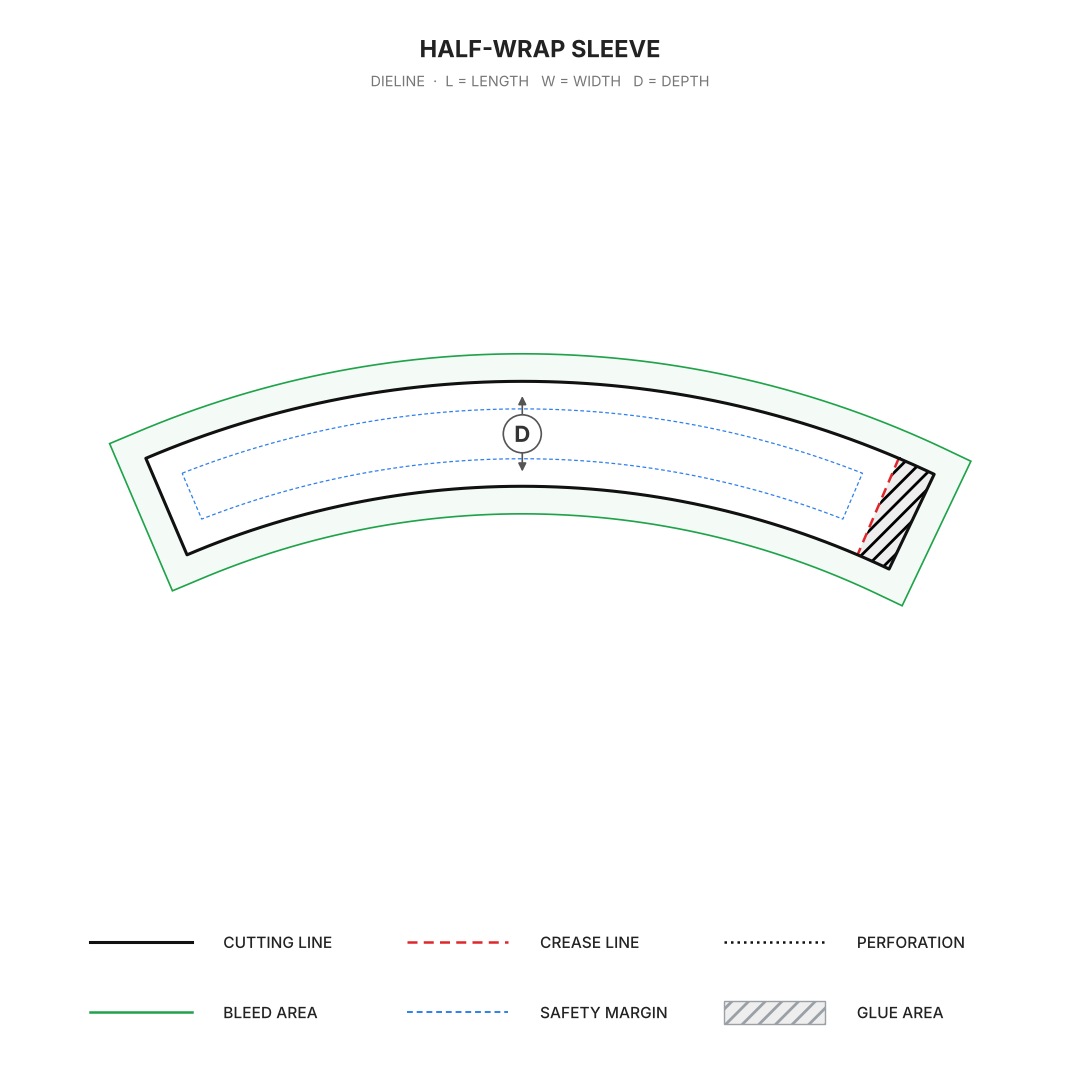 HALF-WRAP SLEEVE
DIELINE · L = LENGTH W = WIDTH D = DEPTH
D
CUTTING LINE
CREASE LINE
PERFORATION
BLEED AREA
SAFETY MARGIN
GLUE AREA